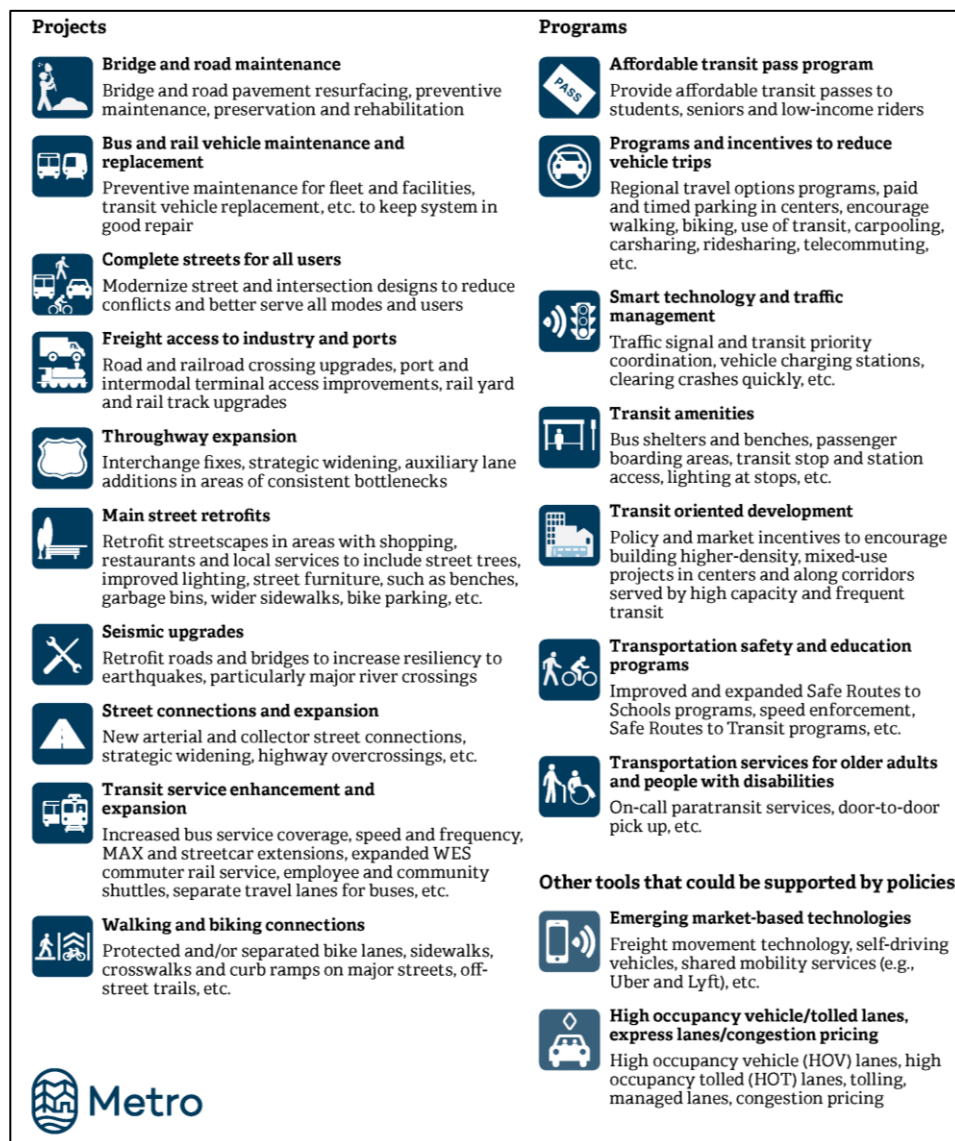 Projects
Bridge and road maintenance
Bridge and road pavement resurfacing, preventive
maintenance, preservation and rehabilitation
Bus and rail vehicle maintenance and
replacement
Preventive maintenance for fleet and facilities,
transit vehicle replacement, etc. to keep system in
good repair
Complete streets for all users
Modernize street and intersection designs to reduce
conflicts and better serve all modes and users
Freight access to industry and ports
Road and railroad crossing upgrades, port and
intermodal terminal access improvements, rail yard
and rail track upgrades
Throughway expansion
Interchange fixes, strategic widening, auxiliary lane
additions in areas of consistent bottlenecks
Main street retrofits
Retrofit streetscapes in areas with shopping,
restaurants and local services to include street trees,
improved lighting, street furniture, such as benches,
garbage bins, wider sidewalks, bike parking, etc.
Seismic upgrades
Retrofit roads and bridges to increase resiliency to
earthquakes, particularly major river crossings
Street connections and expansion
New arterial and collector street connections,
strategic widening, highway overcrossings, etc.
Transit service enhancement and
expansion
Increased bus service coverage, speed and frequency,
MAX and streetcar extensions, expanded WES
commuter rail service, employee and community
shuttles, separate travel lanes for buses, etc.
Walking and biking connections
Protected and/or separated bike lanes, sidewalks,
crosswalks and curb ramps on major streets, off-
street trails, etc.
Metro
Programs
PASS
Affordable transit pass program
Provide affordable transit passes to
students, seniors and low-income riders
Programs and incentives to reduce
vehicle trips
Regional travel options programs, paid
and timed parking in centers, encourage
walking, biking, use of transit, carpooling,
carsharing, ridesharing, telecommuting,
etc.
Smart technology and traffic
management
Traffic signal and transit priority
coordination, vehicle charging stations,
clearing crashes quickly, etc.
Transit amenities
Bus shelters and benches, passenger
boarding areas, transit stop and station
access, lighting at stops, etc.
Transit oriented development
Policy and market incentives to encourage
building higher-density, mixed-use
projects in centers and along corridors
served by high capacity and frequent
transit
Transportation safety and education
programs
Improved and expanded Safe Routes to
Schools programs, speed enforcement,
Safe Routes to Transit programs, etc.
Transportation services for older adults
and people with disabilities
On-call paratransit services, door-to-door
pick up, etc.
Other tools that could be supported by policies
Emerging market-based technologies
Freight movement technology, self-driving
vehicles, shared mobility services (e.g.,
Uber and Lyft), etc.
High occupancy vehicle/tolled lanes,
express lanes/congestion pricing
High occupancy vehicle (HOV) lanes, high
occupancy tolled (HOT) lanes, tolling,
managed lanes, congestion pricing